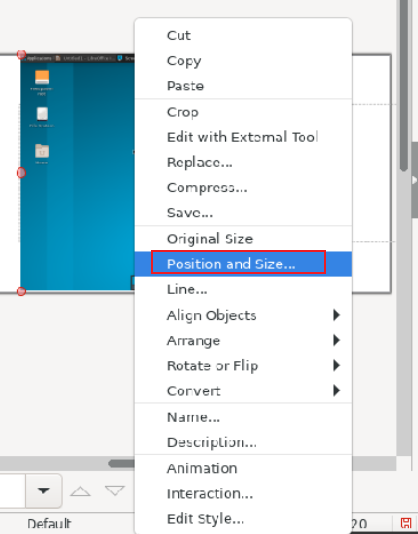 Cut
Copy
Paste
Crop
Edit with External Tool
Replace...
Compress...
Save...
Original Size
Position and Size...
Line...
Align Objects
Arrange
Rotate or Flip
Convert
Name...
Description...
Animation
Interaction...
Edit Style...
Default
20